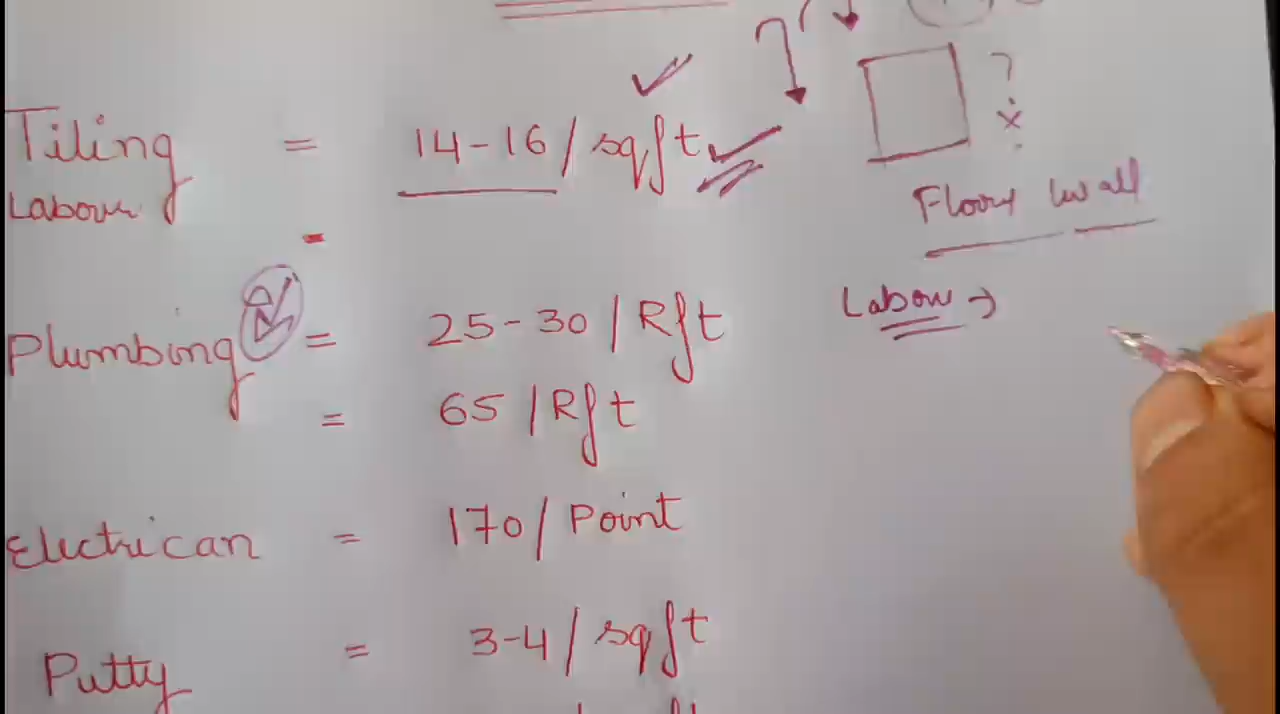 Tiling = 14-16/sqft
Labour
Floor wall
Plumbing = 25-30/Rft
Labour →
= 65/Rft
Electrican = 170/Point
Putty = 3-4/sqft